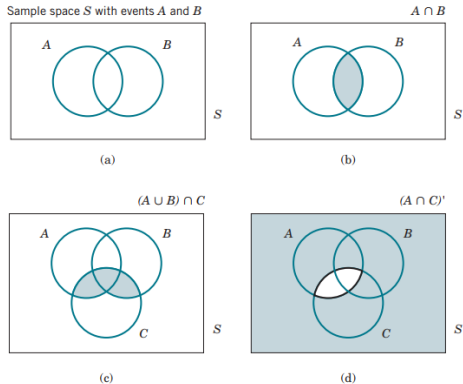 Sample space S with events A and B
A ∩ B
A
B
S
A
B
S
(a)
(b)
(A ∪ B) ∩ C
(A ∩ C)'
A
B
C
S
A
B
C
S
(c)
(d)